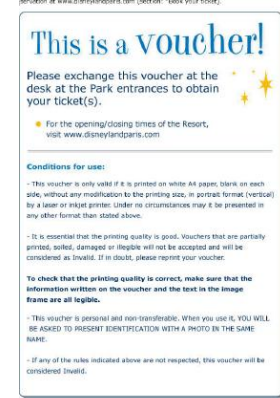 servation at www.disneylandparis.com (section: "Book your ticket).
This is a voucher!
Please exchange this voucher at the
desk at the Park entrances to obtain
your ticket(s).
For the opening/closing times of the Resort,
visit www.disneylandparis.com
Conditions for use:
- This voucher is only valid if it is printed on white A4 paper, blank on each
side, without any modification to the printing size, in portrait format (vertical)
by a laser or inkjet printer. Under no circumstances may it be presented in
any other format than stated above.
- It is essential that the printing quality is good. Vouchers that are partially
printed, soiled, damaged or illegible will not be accepted and will be
considered as Invalid. If in doubt, please reprint your voucher.
To check that the printing quality is correct, make sure that the
information written on the voucher and the text in the image
frame are all legible.
- This voucher is personal and non-transferable. When you use it, YOU WILL
BE ASKED TO PRESENT IDENTIFICATION WITH A PHOTO IN THE SAME
NAME.
- If any of the rules indicated above are not respected, this voucher will be
considered Invalid.